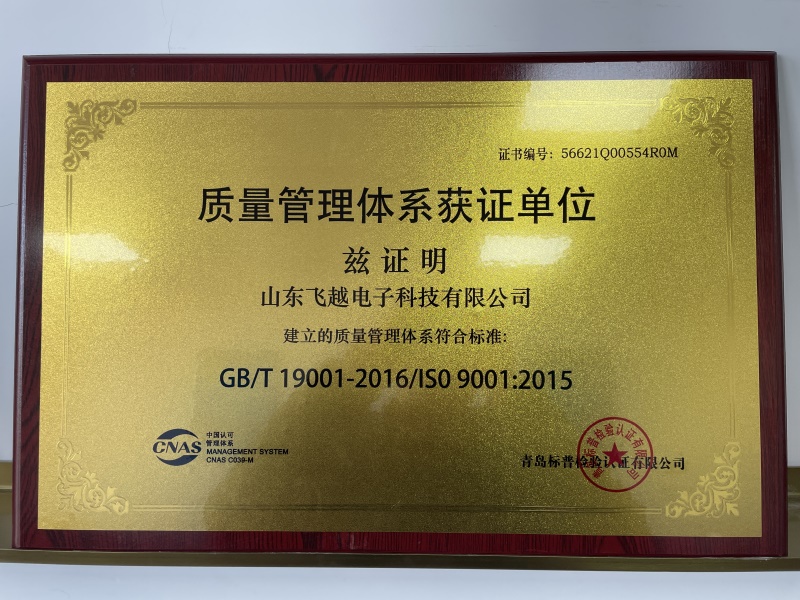 证书编号：56621Q00554R0M
质量管理体系获证单位
兹证明
山东飞越电子科技有限公司
建立的质量管理体系符合标准:
GB/T 19001-2016/ISO 9001:2015
CNAS
中国认可
管理体系
MANAGEMENT SYSTEM
CNAS C039-M
青岛标普检验认证有限公司